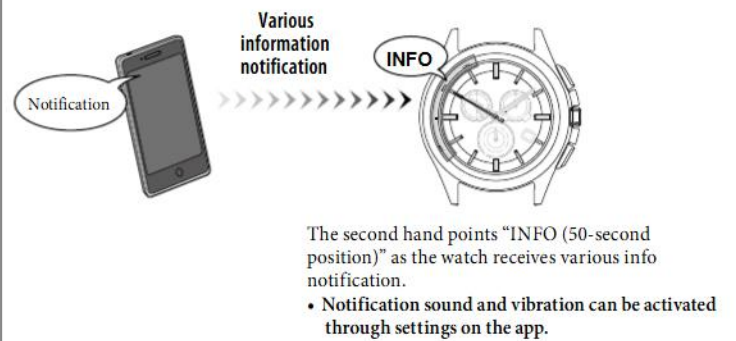 Various
information
notification
INFO
Notification
The second hand points “INFO (50-second
position)” as the watch receives various info
notification.
• Notification sound and vibration can be activated
through settings on the app.